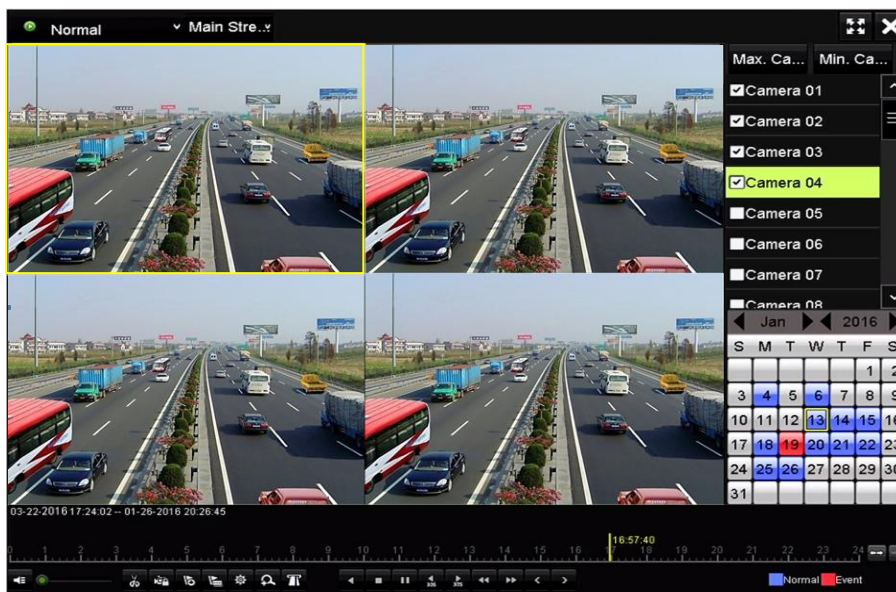 Normal Main Stre..
Max. Ca... Min. Ca...
Camera 01
Camera 02
Camera 03
Camera 04
Camera 05
Camera 06
Camera 07
Camera 08
Jan 2016
S M T W T F S
1 2
3 4 5 6 7 8 9
10 11 12 13 14 15 16
17 18 19 20 21 22 23
24 25 26 27 28 29 30
31
03-22-2016 17:24:02 -- 01-26-2016 20:26:45
16:57:40
0 1 2 3 4 5 6 7 8 9 10 11 12 13 14 15 16 17 18 19 20 21 22 23 24
30S 30S
Normal Event